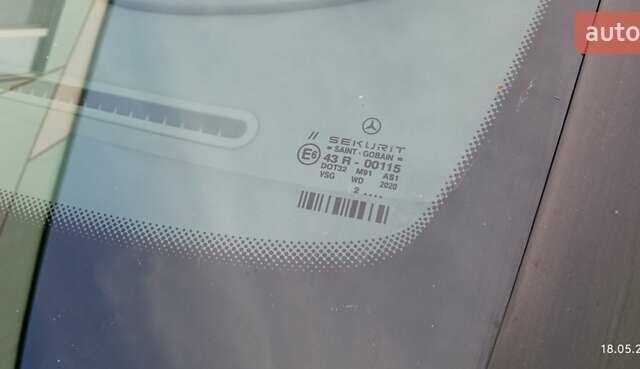 auto
// SEKURIT
= SAINT - GOBAIN =
E6 43 R - 00115
DOT32 M91 AS1
VSG WD 2020
2 ....
18.05.2